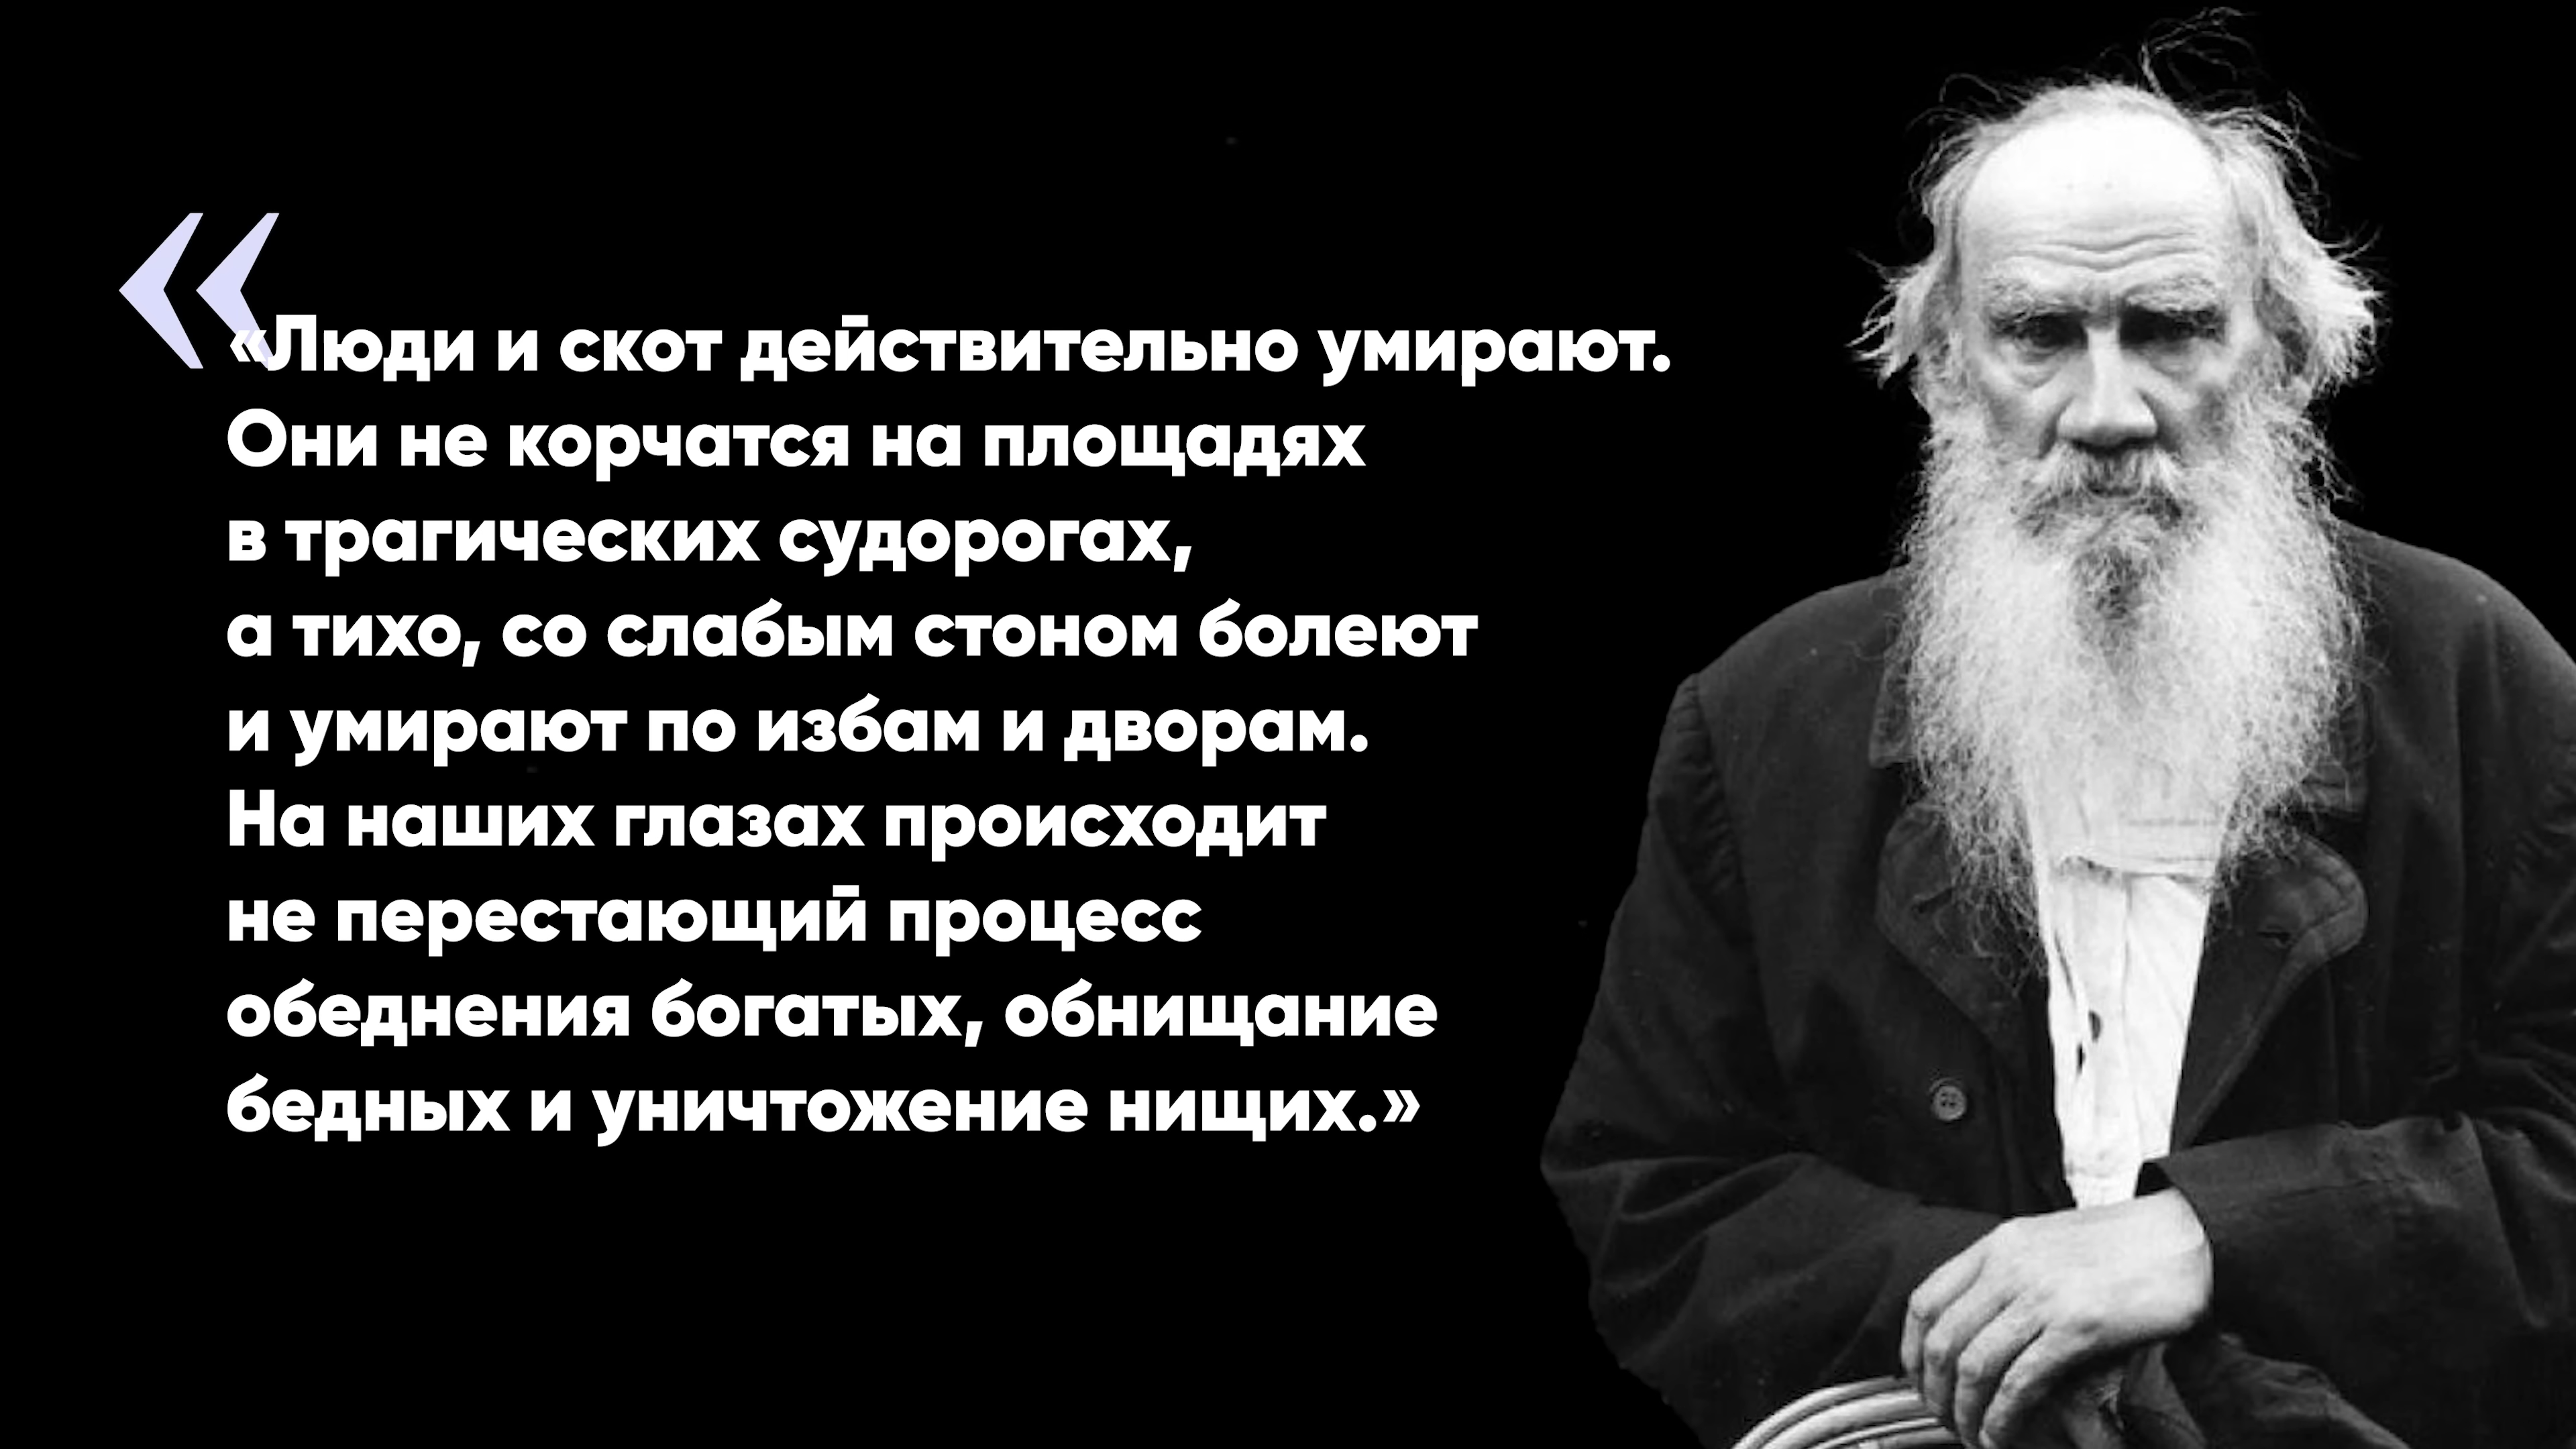 «
«Люди и скот действительно умирают.
Они не корчатся на площадях
в трагических судорогах,
а тихо, со слабым стоном болеют
и умирают по избам и дворам.
На наших глазах происходит
не перестающий процесс
обеднения богатых, обнищание
бедных и уничтожение нищих.»